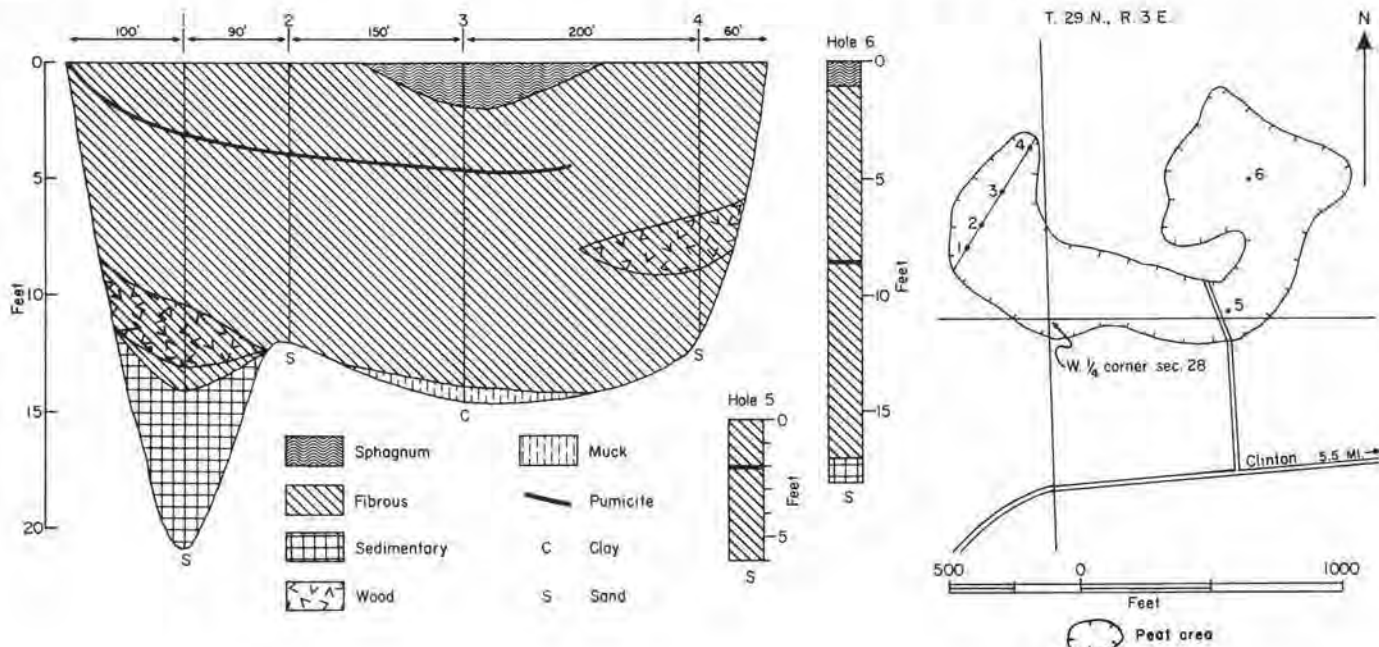 1 2 3 4
100' 90' 150' 200' 60'
0
5
10
15
20
Feet
S
S
C
S
Hole 6
0
5
10
15
Feet
S
Hole 5
0
5
Feet
S
Sphagnum
Fibrous
Sedimentary
Wood
Muck
Pumicite
C Clay
S Sand
T. 29 N., R. 3 E.
N
4
3
2
1
6
5
W. ¼ corner sec. 28
Clinton 5.5 MI.
500 0 1000
Feet
Peat area